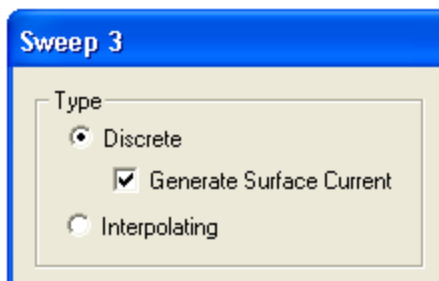 Sweep 3
Type
Discrete
Generate Surface Current
Interpolating